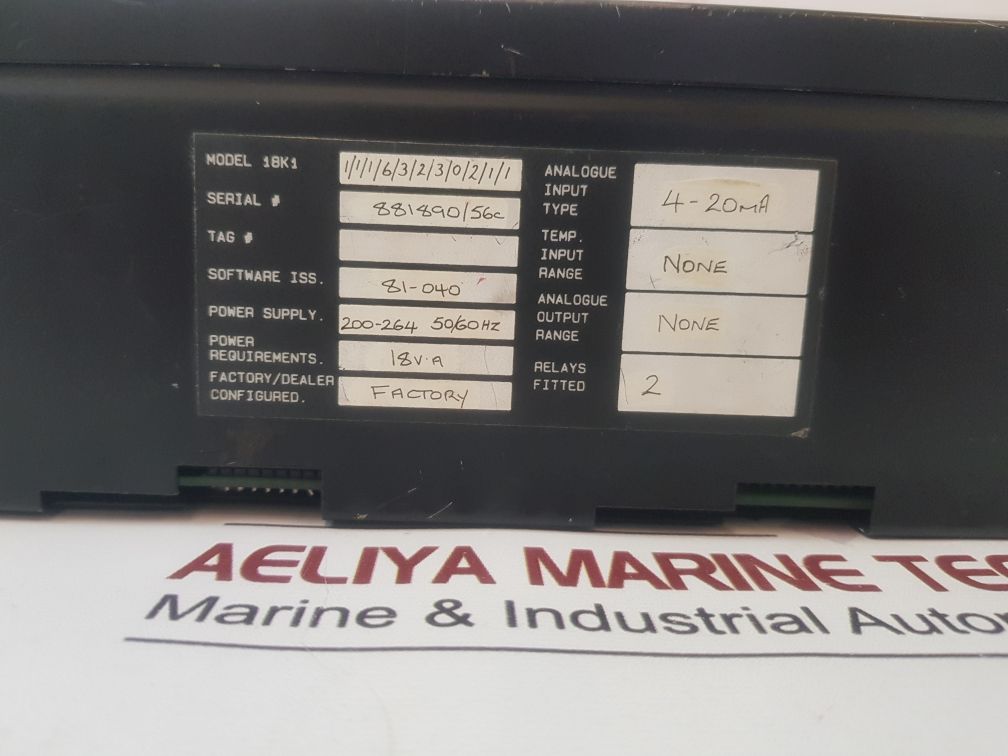 MODEL 18K1 1/1/1/6/3/2/3/0/2/1/1
SERIAL # 881890/56c
TAG #
SOFTWARE ISS. 81-040
POWER SUPPLY. 200-264 50/60HZ
POWER
REQUIREMENTS. 18V.A
FACTORY/DEALER
CONFIGURED. FACTORY
ANALOGUE
INPUT
TYPE 4-20mA
TEMP.
INPUT
RANGE NONE
ANALOGUE
OUTPUT
RANGE NONE
RELAYS
FITTED 2
AELIYA MARINE TE
Marine & Industrial Auto